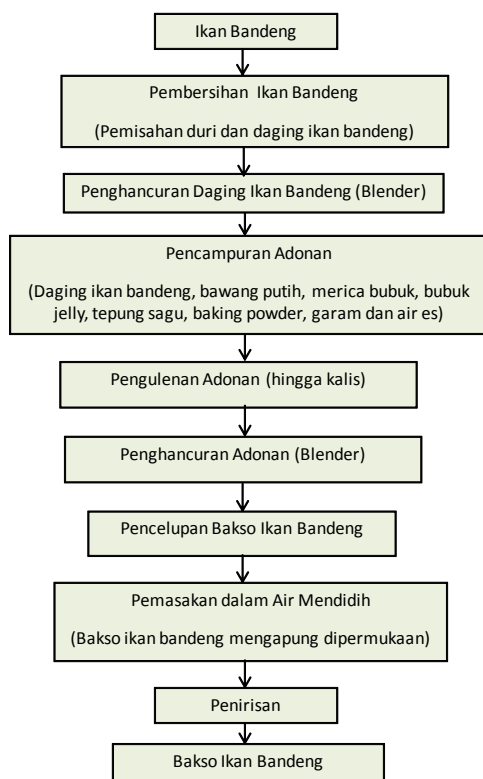 Ikan Bandeng
Pembersihan Ikan Bandeng
(Pemisahan duri dan daging ikan bandeng)
Penghancuran Daging Ikan Bandeng (Blender)
Pencampuran Adonan
(Daging ikan bandeng, bawang putih, merica bubuk, bubuk
jelly, tepung sagu, baking powder, garam dan air es)
Pengulenan Adonan (hingga kalis)
Penghancuran Adonan (Blender)
Pencelupan Bakso Ikan Bandeng
Pemasakan dalam Air Mendidih
(Bakso ikan bandeng mengapung dipermukaan)
Penirisan
Bakso Ikan Bandeng